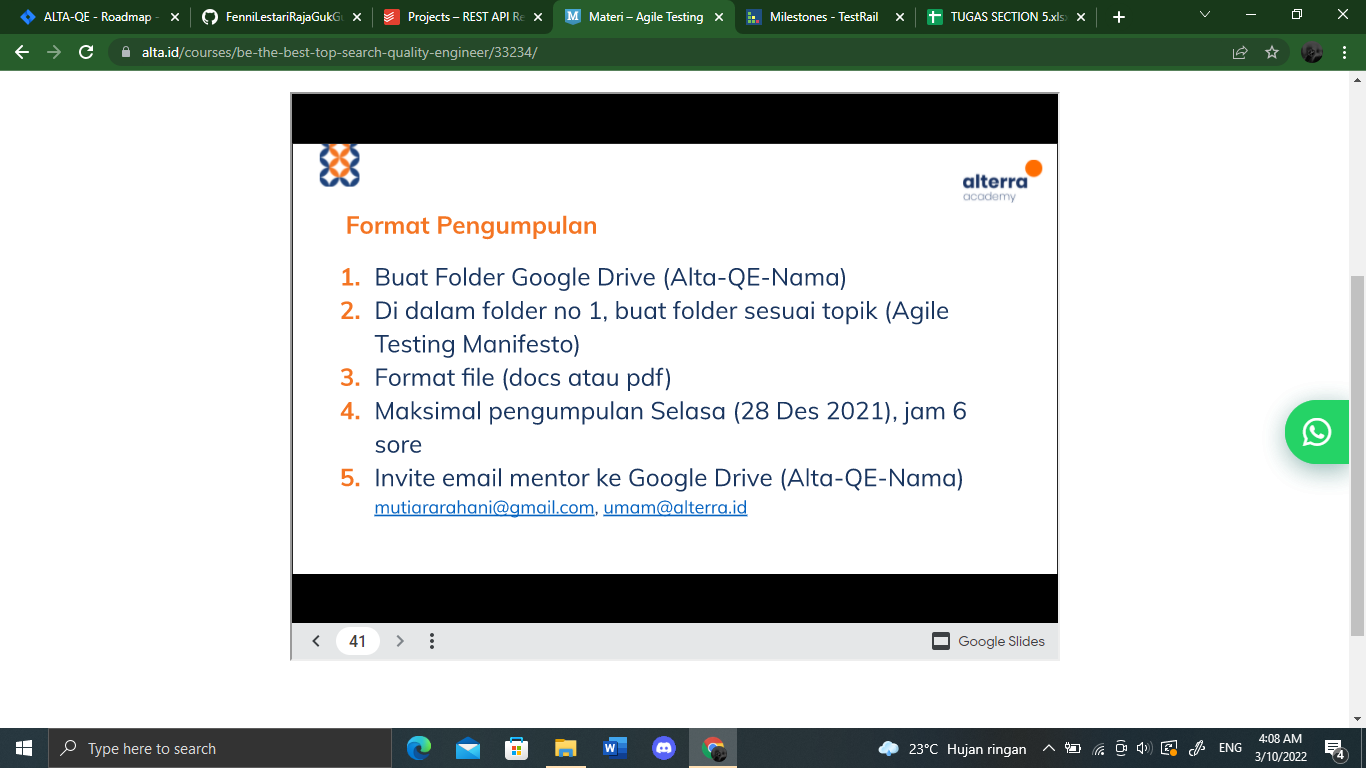 ALTA-QE - Roadmap -
FenniLestariRajaGukGu
Projects – REST API Re
Materi – Agile Testing
Milestones - TestRail
TUGAS SECTION 5.xlsx
alta.id/courses/be-the-best-top-search-quality-engineer/33234/
alterra
academy
Format Pengumpulan
1. Buat Folder Google Drive (Alta-QE-Nama)
2. Di dalam folder no 1, buat folder sesuai topik (Agile
Testing Manifesto)
3. Format file (docs atau pdf)
4. Maksimal pengumpulan Selasa (28 Des 2021), jam 6
sore
5. Invite email mentor ke Google Drive (Alta-QE-Nama)
mutiararahani@gmail.com, umam@alterra.id
41
Google Slides
Type here to search
23°C Hujan ringan
ENG
4:08 AM
3/10/2022
4